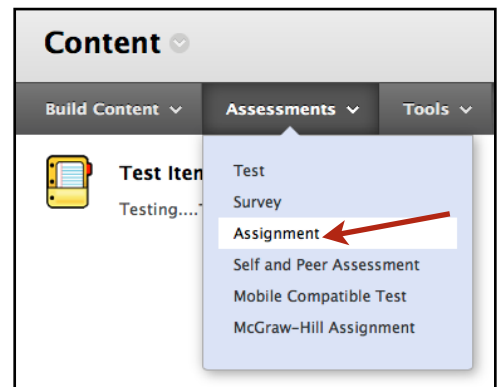 Content
Build Content Assessments Tools
Test Iten
Testing....
Test
Survey
Assignment
Self and Peer Assessment
Mobile Compatible Test
McGraw-Hill Assignment